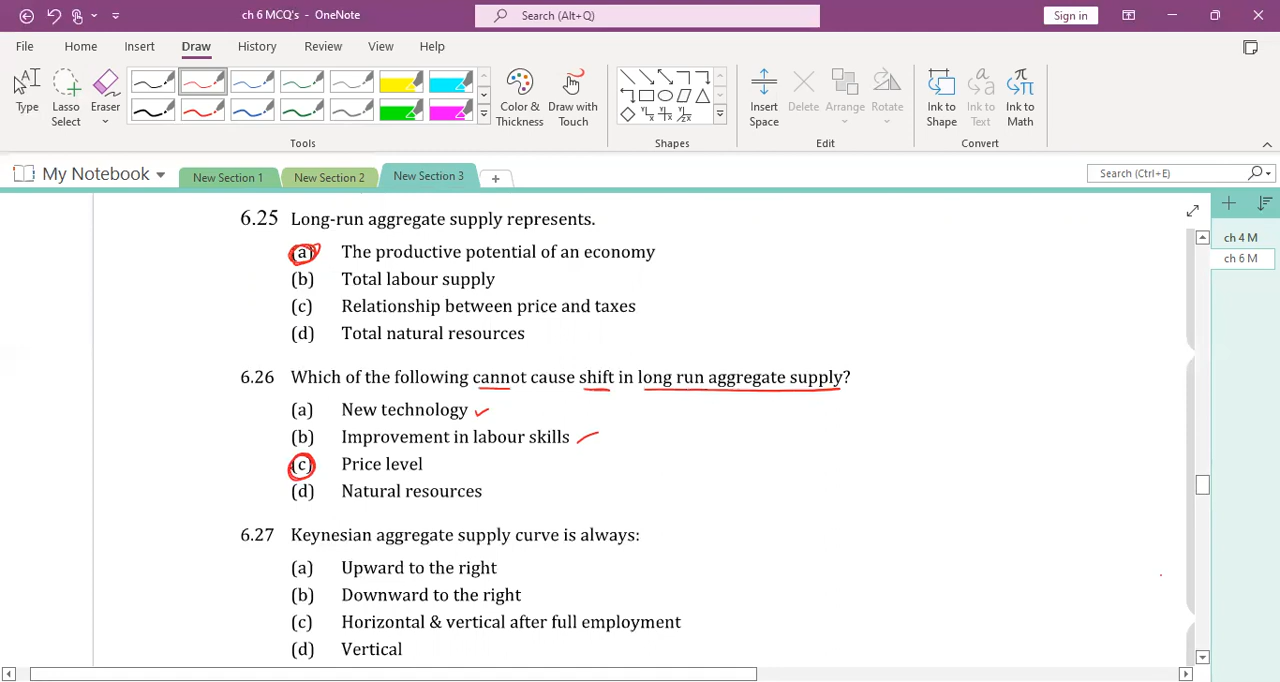 ch 6 MCQ's - OneNote
Search (Alt+Q)
Sign in
File Home Insert Draw History Review View Help
Type Lasso Select Eraser Color & Thickness Draw with Touch Insert Space Delete Arrange Rotate Ink to Shape Ink to Text Ink to Math
Tools Shapes Edit Convert
My Notebook New Section 1 New Section 2 New Section 3 + Search (Ctrl+E)
ch 4 M
ch 6 M
6.25 Long-run aggregate supply represents.
(a) The productive potential of an economy
(b) Total labour supply
(c) Relationship between price and taxes
(d) Total natural resources
6.26 Which of the following cannot cause shift in long run aggregate supply?
(a) New technology
(b) Improvement in labour skills
(c) Price level
(d) Natural resources
6.27 Keynesian aggregate supply curve is always:
(a) Upward to the right
(b) Downward to the right
(c) Horizontal & vertical after full employment
(d) Vertical